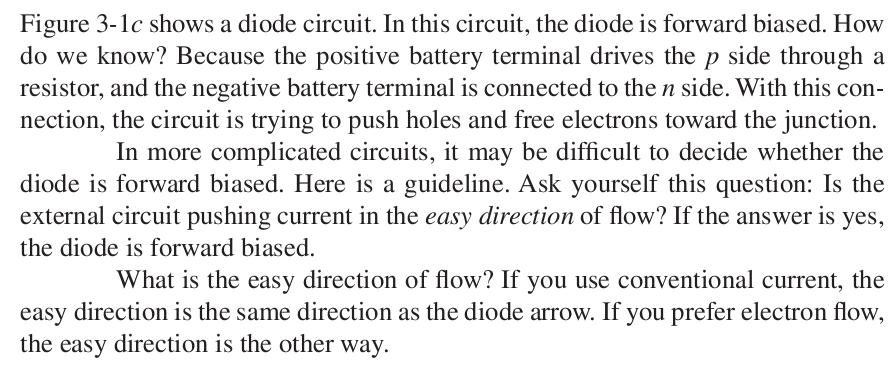 Figure 3-1c shows a diode circuit. In this circuit, the diode is forward biased. How
do we know? Because the positive battery terminal drives the p side through a
resistor, and the negative battery terminal is connected to the n side. With this con-
nection, the circuit is trying to push holes and free electrons toward the junction.
In more complicated circuits, it may be difficult to decide whether the
diode is forward biased. Here is a guideline. Ask yourself this question: Is the
external circuit pushing current in the easy direction of flow? If the answer is yes,
the diode is forward biased.
What is the easy direction of flow? If you use conventional current, the
easy direction is the same direction as the diode arrow. If you prefer electron flow,
the easy direction is the other way.